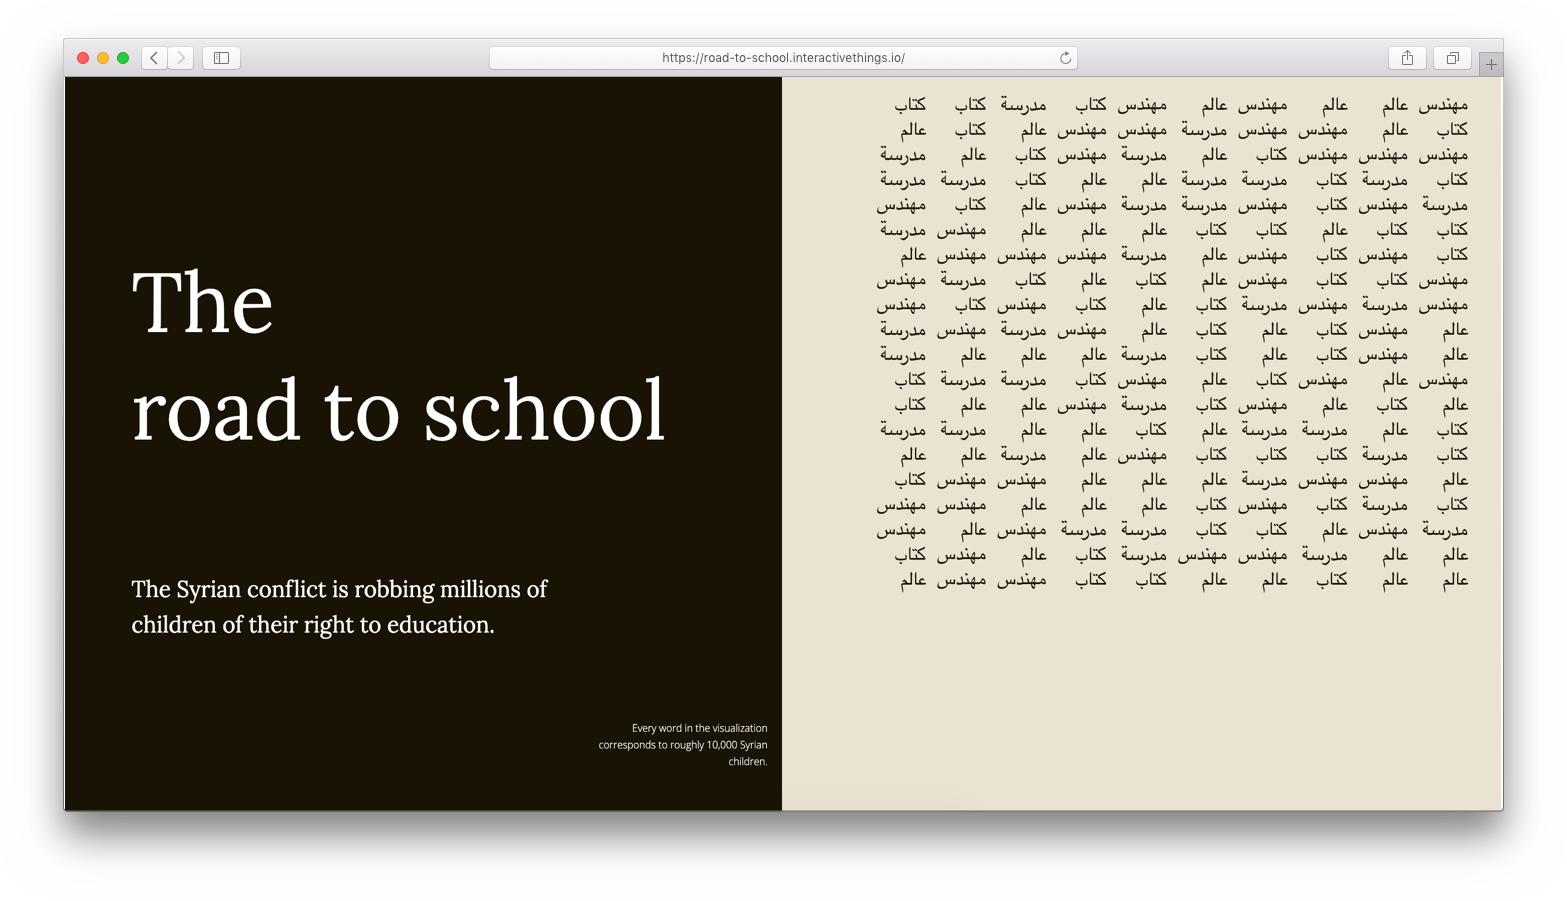 https://road-to-school.interactivethings.io/
The
road to school
The Syrian conflict is robbing millions of
children of their right to education.
Every word in the visualization
corresponds to roughly 10,000 Syrian
children.
مهندس عالم عالم مهندس عالم مهندس كتاب مدرسة كتاب كتاب
كتاب عالم مهندس مهندس مدرسة مهندس مهندس عالم كتاب عالم
مهندس مهندس مهندس كتاب عالم مدرسة مهندس كتاب عالم مدرسة
كتاب مدرسة كتاب مدرسة مدرسة عالم عالم كتاب مدرسة مدرسة
مدرسة مهندس كتاب مهندس مدرسة مدرسة مهندس عالم كتاب مهندس
كتاب كتاب عالم كتاب كتاب عالم عالم عالم مهندس مدرسة
كتاب مهندس كتاب مهندس عالم مدرسة مهندس مهندس مهندس عالم
مهندس كتاب كتاب مهندس عالم كتاب عالم كتاب مدرسة مهندس
مهندس مدرسة مهندس مدرسة كتاب عالم كتاب مهندس كتاب مهندس
عالم مهندس كتاب عالم كتاب عالم مهندس مدرسة مهندس مدرسة
عالم مهندس كتاب عالم كتاب مدرسة عالم عالم عالم مدرسة
مهندس عالم مهندس كتاب عالم مهندس كتاب مدرسة مدرسة كتاب
عالم كتاب عالم مهندس كتاب مدرسة مهندس عالم عالم كتاب
كتاب عالم مدرسة مدرسة عالم كتاب عالم عالم مدرسة مدرسة
كتاب مدرسة كتاب كتاب كتاب مهندس عالم مدرسة عالم عالم
عالم مهندس مهندس مدرسة عالم عالم عالم مهندس مهندس كتاب
كتاب مدرسة كتاب مهندس كتاب عالم عالم عالم مهندس مهندس
مدرسة مهندس عالم كتاب كتاب مدرسة مدرسة مهندس عالم مهندس
عالم عالم مدرسة مهندس مهندس مدرسة كتاب عالم مهندس كتاب
عالم عالم كتاب عالم عالم كتاب كتاب مهندس مهندس عالم